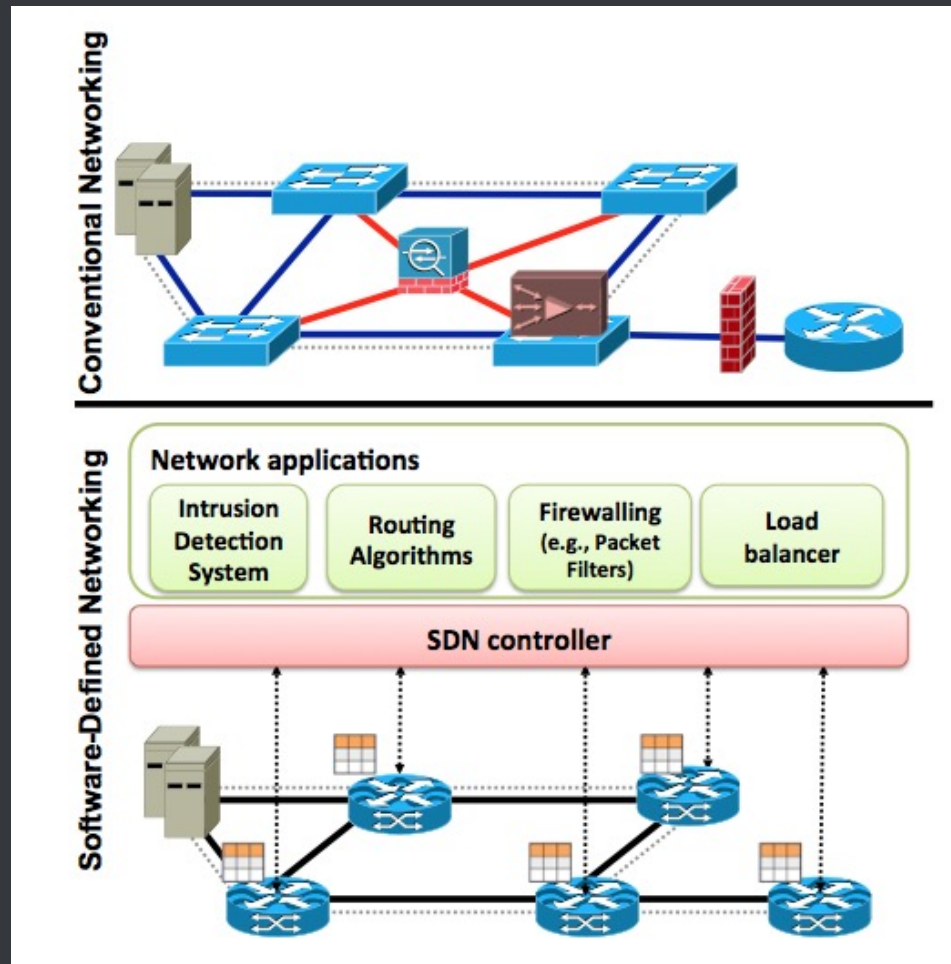 Conventional Networking
Software-Defined Networking
Network applications
Intrusion
Detection
System
Routing
Algorithms
Firewalling
(e.g., Packet
Filters)
Load
balancer
SDN controller